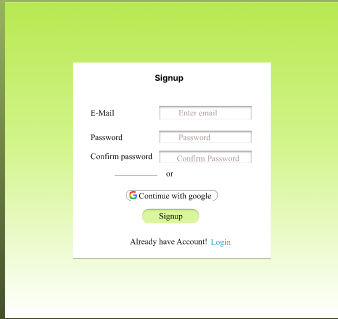 Signup
E-Mail Enter email
Password Password
Confirm password Confirm Password
or
Continue with google
Signup
Already have Account! Login